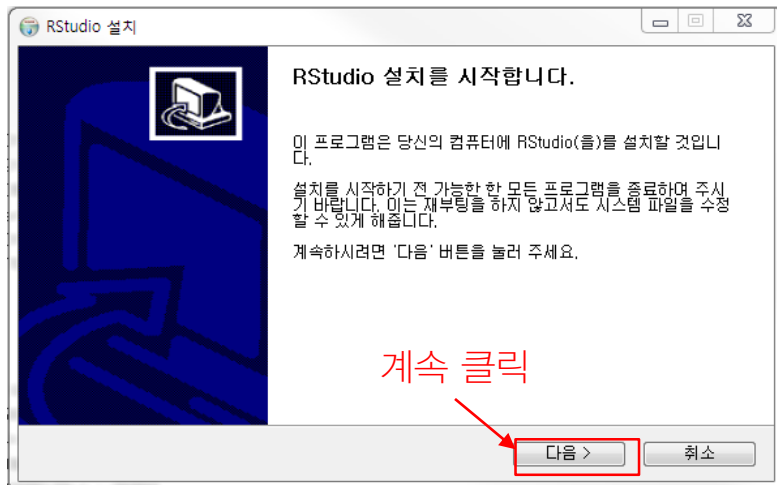 RStudio 설치
RStudio 설치를 시작합니다.
이 프로그램은 당신의 컴퓨터에 RStudio(을)를 설치할 것입니
다.
설치를 시작하기 전 가능한 한 모든 프로그램을 종료하여 주시
기 바랍니다. 이는 재부팅을 하지 않고서도 시스템 파일을 수정
할 수 있게 해줍니다.
계속하시려면 '다음' 버튼을 눌러 주세요.
계속 클릭
다음 >
취소